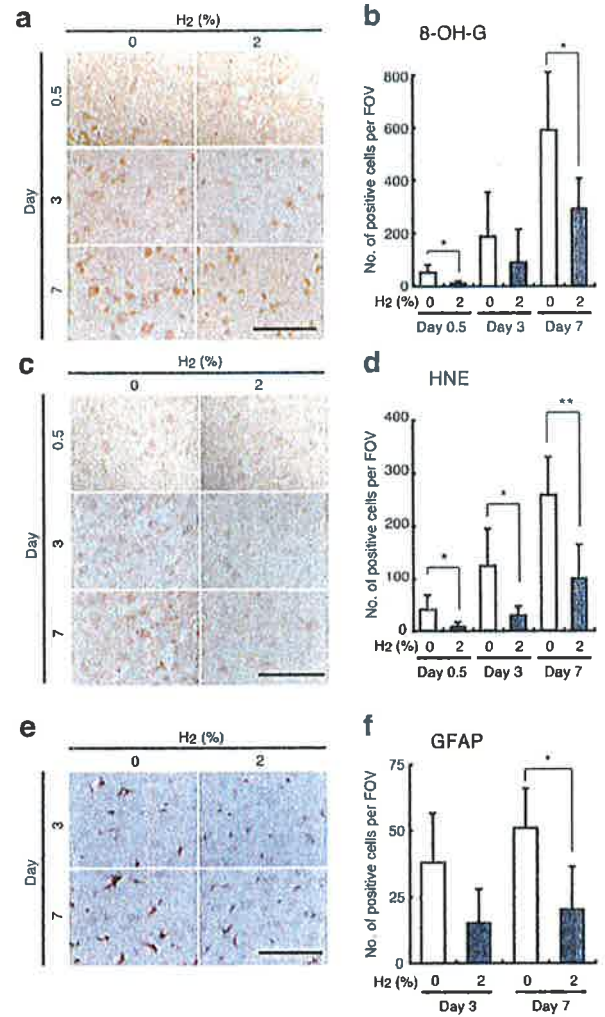 a
H2 (%)
0 2
Day
0.5
3
7
b
8-OH-G
No. of positive cells per FOV
800
600
400
200
0
*
*
H2 (%) 0 2 0 2 0 2
Day 0.5 Day 3 Day 7
c
H2 (%)
0 2
Day
0.5
3
7
d
HNE
No. of positive cells per FOV
400
300
200
100
0
*
*
**
H2 (%) 0 2 0 2 0 2
Day 0.5 Day 3 Day 7
e
H2 (%)
0 2
Day
3
7
f
GFAP
No. of positive cells per FOV
75
50
25
0
*
H2 (%) 0 2 0 2
Day 3 Day 7